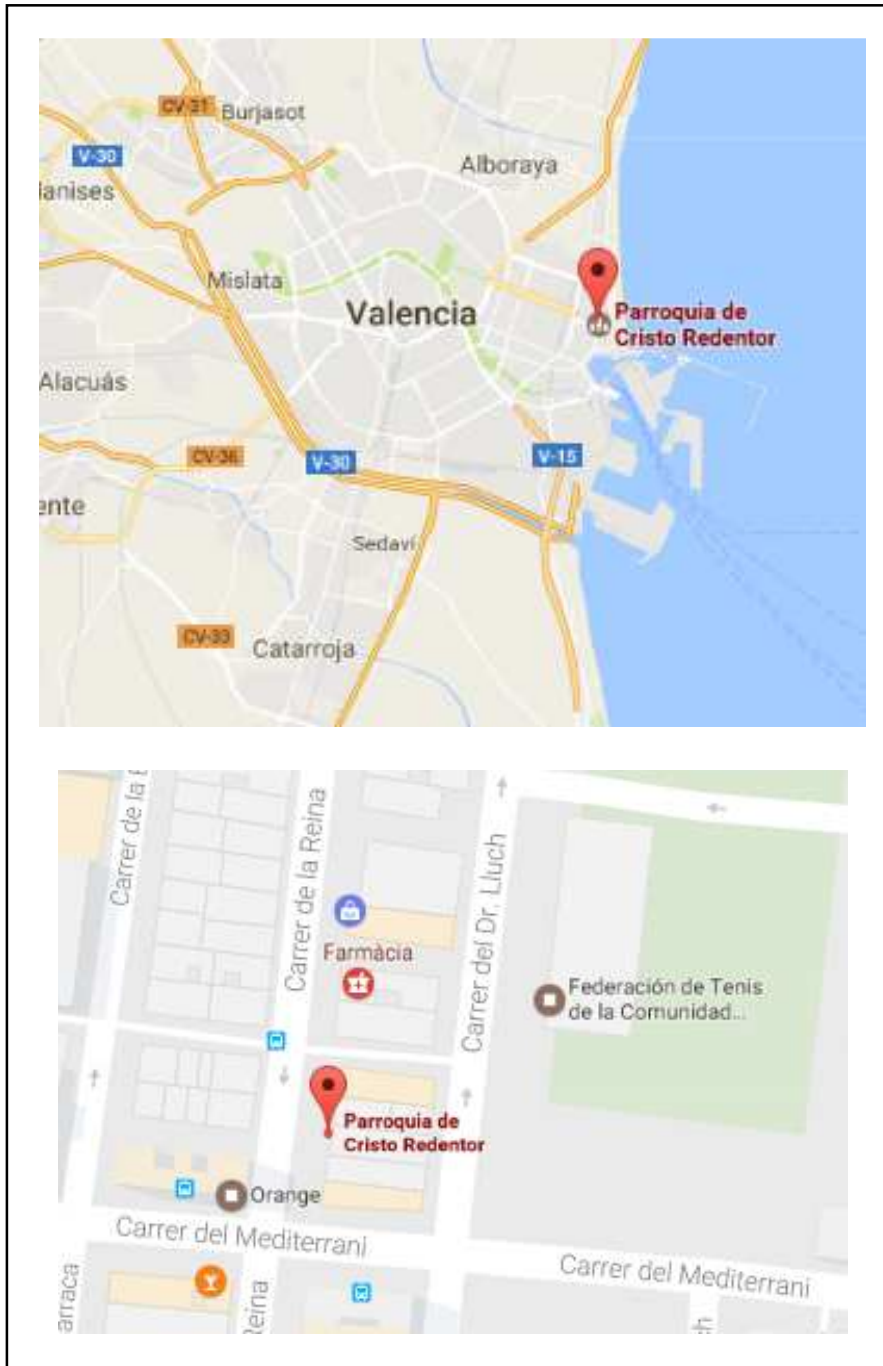 CV-31
Burjasot
V-30
Alboraya
anises
Mislata
Valencia
Parroquia de
Cristo Redentor
Alacuás
CV-36
V-30
V-15
ente
Sedaví
CV-33
Catarroja
Carrer de la
Carrer de la Reina
Carrer del Dr. Lluch
Farmàcia
Federación de Tenis
de la Comunidad...
Parroquia de
Cristo Redentor
Orange
Carrer del Mediterrani
Carrer del Mediterrani
arraca
Reina
ch